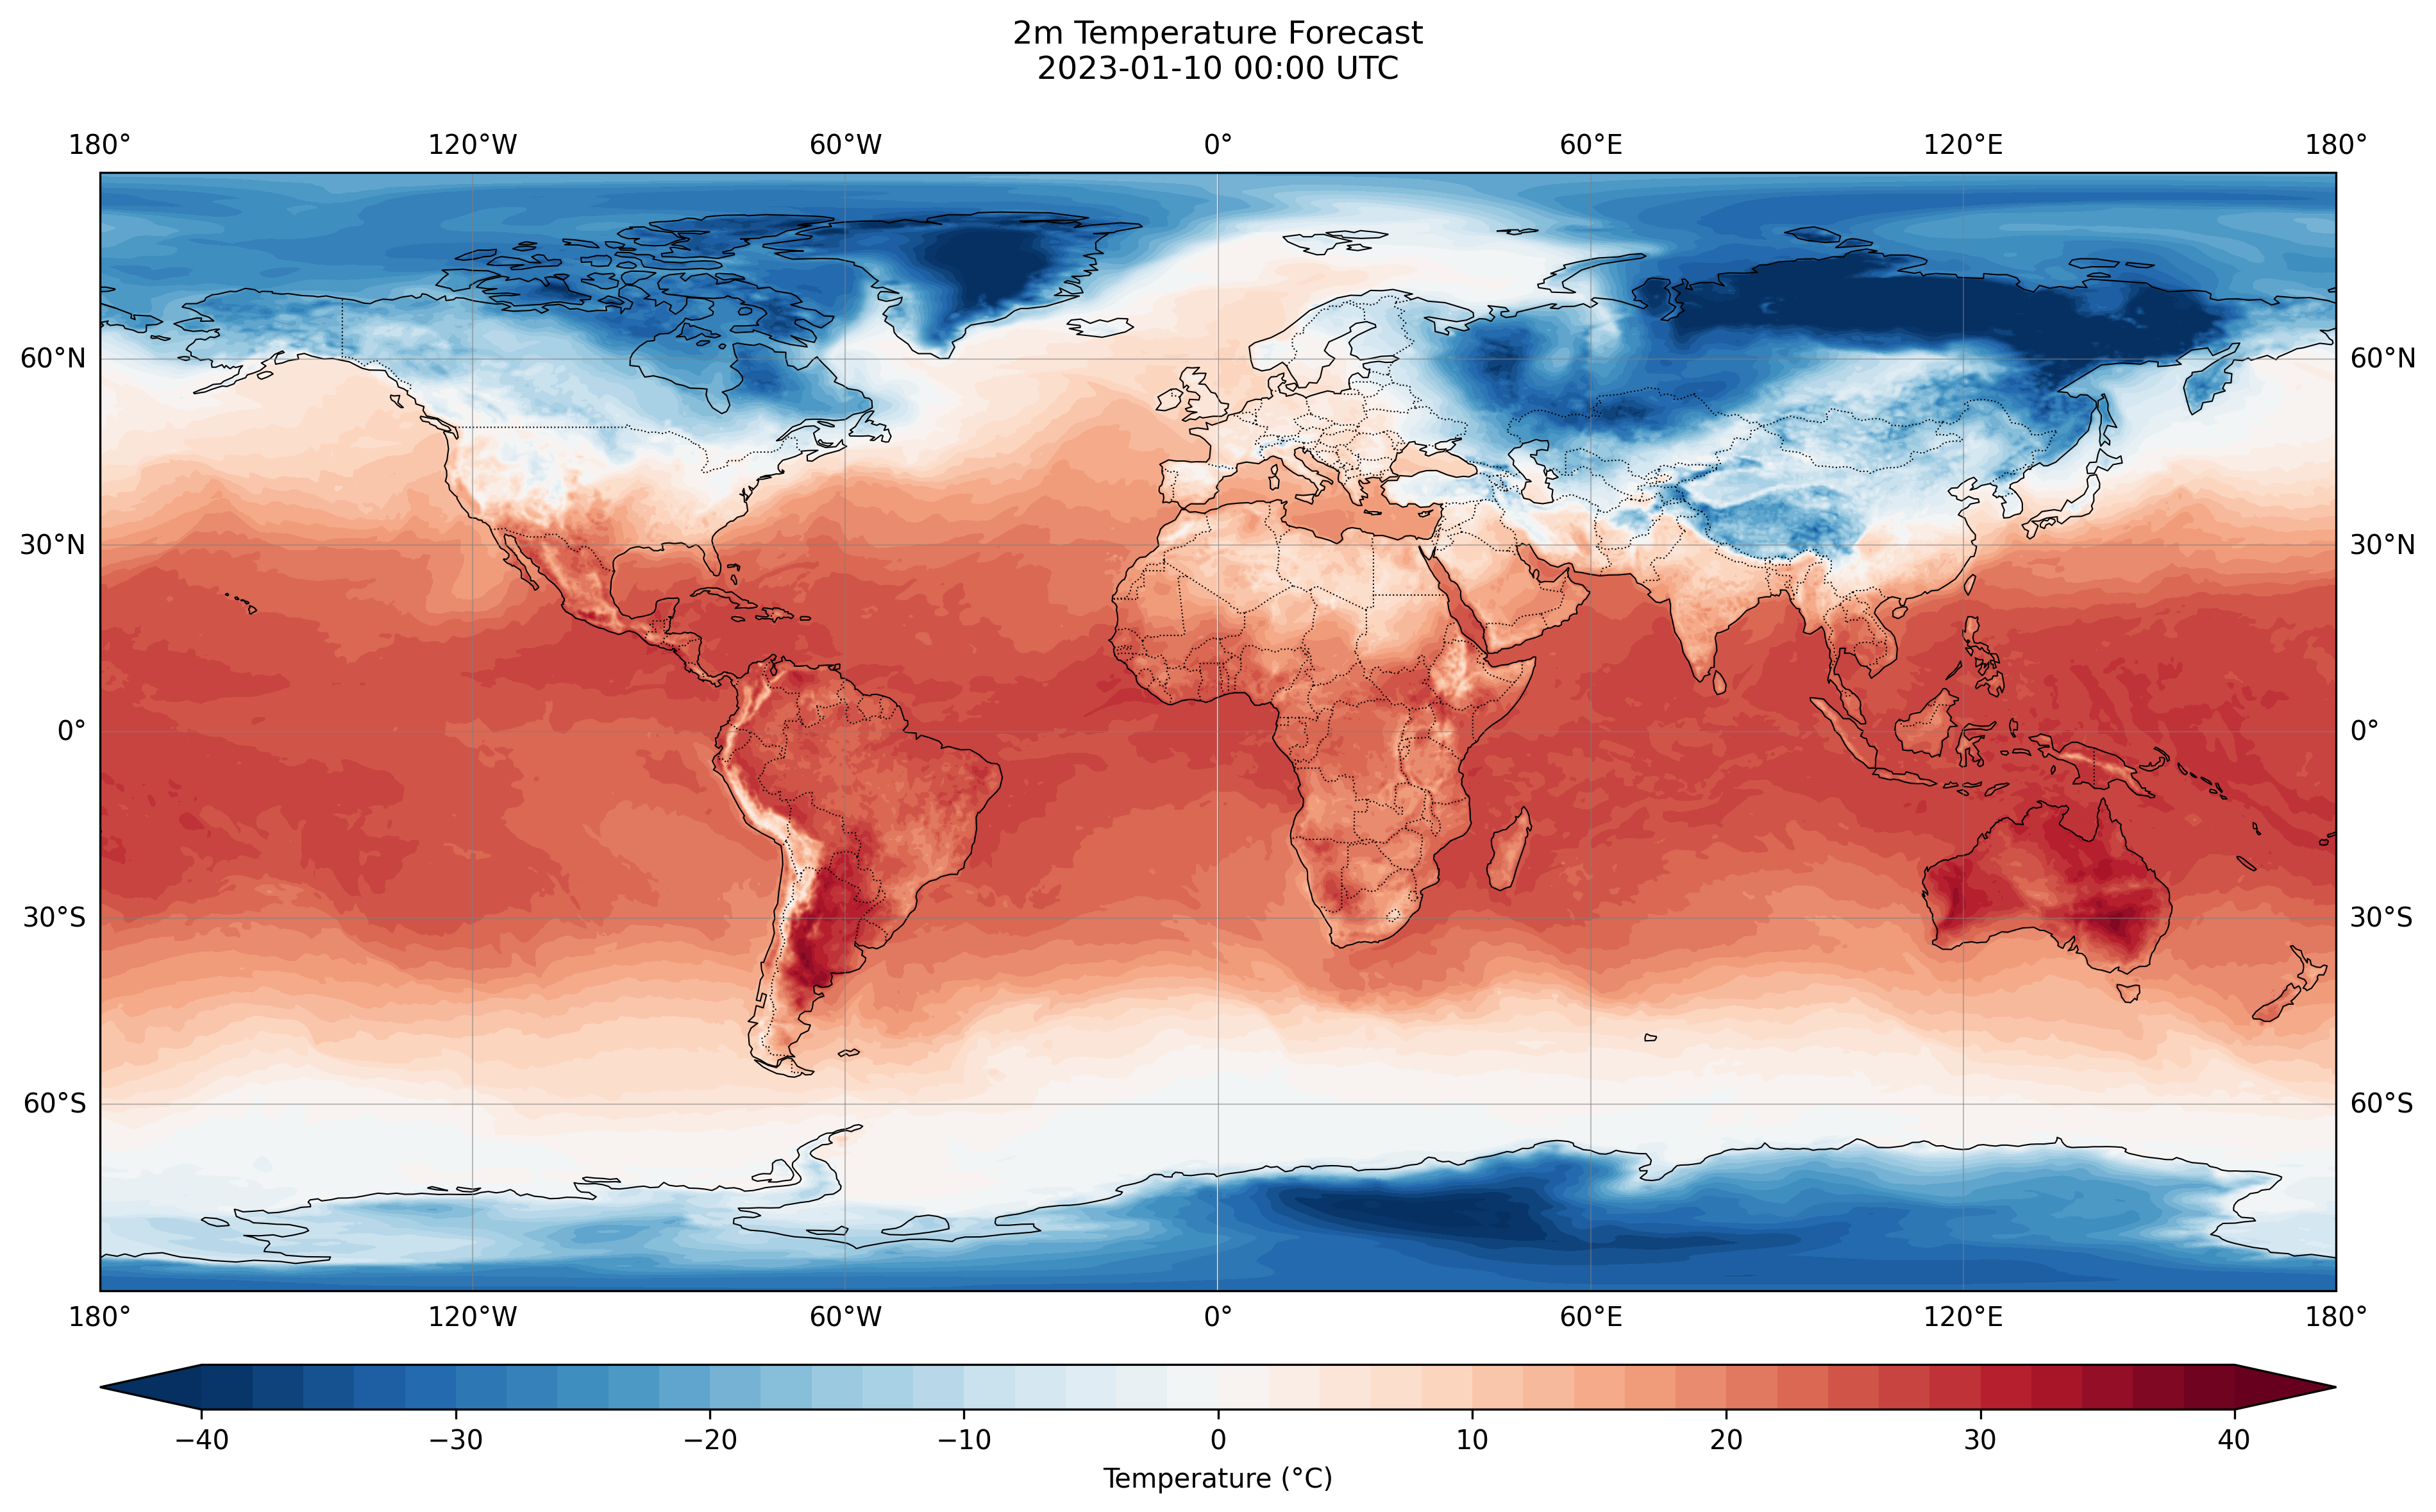 2m Temperature Forecast
2023-01-10 00:00 UTC
180° 120°W 60°W 0° 60°E 120°E 180°
60°N 60°N
30°N 30°N
0° 0°
30°S 30°S
60°S 60°S
180° 120°W 60°W 0° 60°E 120°E 180°
−40 −30 −20 −10 0 10 20 30 40
Temperature (°C)